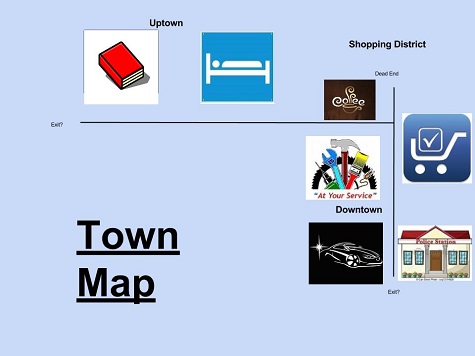 Uptown
Shopping District
Dead End
Coffee
Exit?
"At Your Service"
Downtown
Police Station
Town
Map
Exit?